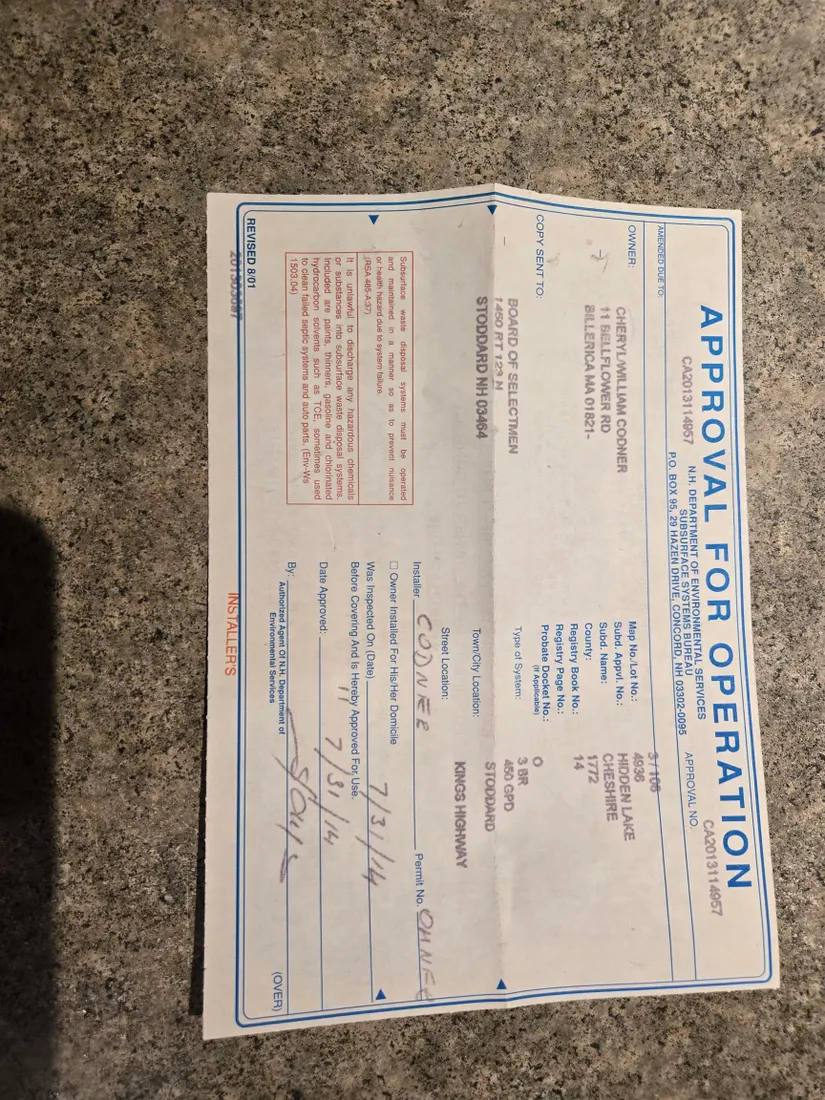 APPROVAL FOR OPERATION
CA2013114957
N.H. DEPARTMENT OF ENVIRONMENTAL SERVICES
SUBSURFACE SYSTEMS BUREAU
P.O. BOX 95, 29 HAZEN DRIVE, CONCORD, NH 03302-0095
APPROVAL NO.
CA2013114957
AMENDED DUE TO:
OWNER:
CHERYL/WILLIAM CODNER
11 BELLFLOWER RD
BILLERICA MA 01821-
COPY SENT TO:
BOARD OF SELECTMEN
1450 RT 123 N
STODDARD NH 03464
Map No./Lot No.: 3 / 106
Subd. Appvl. No.: 4936
Subd. Name: HIDDEN LAKE
County: CHESHIRE
Registry Book No.: 1772
Registry Page No.: 14
Probate Docket No.:
(If Applicable)
Type of System: O
3 BR
450 GPD
Town/City Location: STODDARD
Street Location: KINGS HIGHWAY
Subsurface waste disposal systems must be operated
and maintained in a manner so as to prevent nuisance
or health hazard due to system failure.
(RSA 485-A:37)
It is unlawful to discharge any hazardous chemicals
or substances into subsurface waste disposal systems.
Included are paints, thinners, gasoline and chlorinated
hydrocarbon solvents such as TCE, sometimes used
to clean failed septic systems and auto parts. (Env-Ws
1503.04)
Installer CODNER Permit No. OWNER
☐ Owner Installed For His/Her Domicile
Was Inspected On (Date) 7/31/14
Before Covering And Is Hereby Approved For Use.
Date Approved: 7/31/14
By:
Authorized Agent Of N.H. Department of
Environmental Services
REVISED 8/01
INSTALLER'S
(OVER)